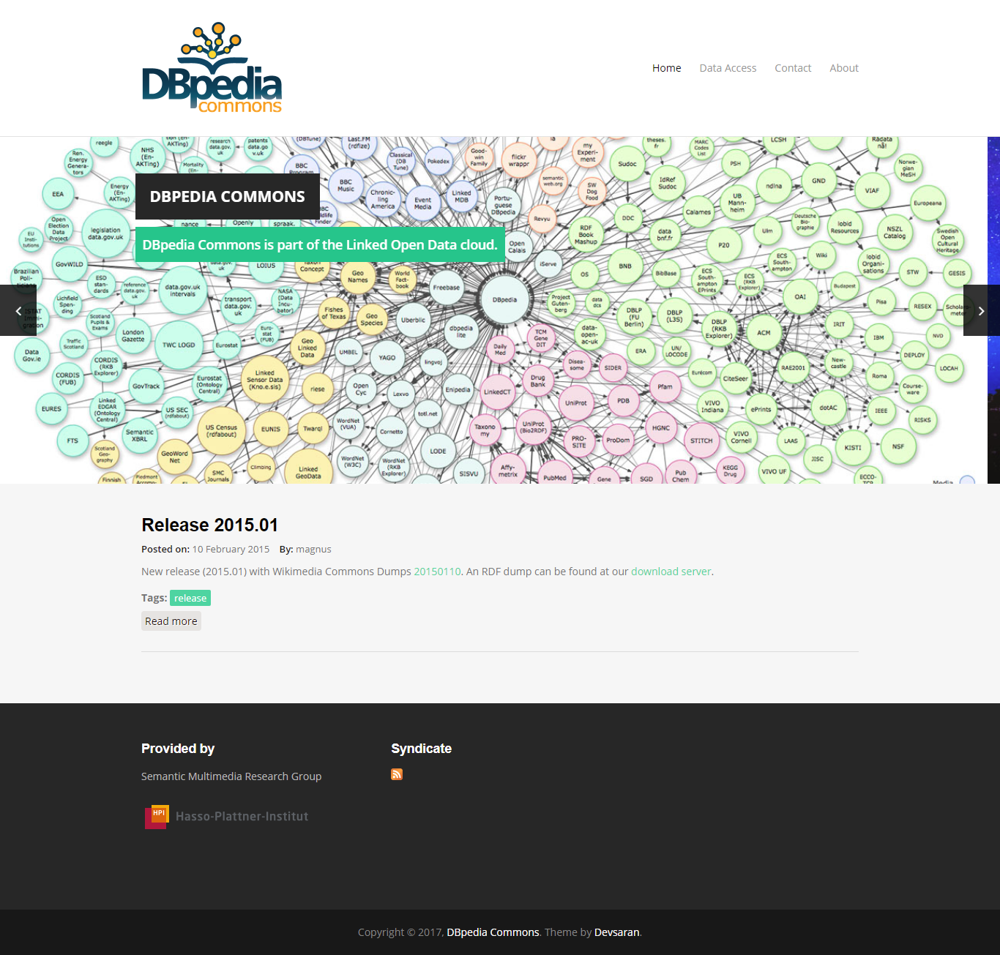 DBpedia
commons
Home
Data Access
Contact
About
reegle
NHS (En-AKTing)
research data.gov.uk
patents data.go v.uk
(DBTune)
Last.FM (rdfize)
Classical (DB Tune)
Pokedex
Good-win Family
flickr wrappr
my Experi-ment
theses.fr
MARC Codes List
LCSH
Rådata nå!
Ren. Energy Genera-tors
Mortality (En-
BBC Program
BBC Music
Sudoc
IdRef Sudoc
PSH
ndlna
GND
Norwe-gian MeSH
VIAF
EEA
Energy (En-AKTing)
DBPEDIA COMMONS
Chronic-ling America
Event Media
Linked MDB
Portu-guese DBpedia
semantic web.org
SW Dog Food
Revyu
DDC
Calames
UB Mann-heim
Europeana
Open Election Data Project
legislation data.gov.uk
nance
Openly
spraak.
Finder
RDF Book Mashup
data bnf.fr
P20
Ulm
Deutsche Bio-graphie
lobid Resources
NSZL Catalog
Swedish Open Cultural Heritage
EU Insti-tutions
DBpedia Commons is part of the Linked Open Data cloud.
Open Calais
iServe
GovWILD
LOIUS
Concept
Geo Names
World Fact-book
Freebase
OS
BNB
BibBase
ECS South-ampton EPrints
ECS (RKB Explorer)
ECS South-ampton
Wiki
lobid Organi-sations
STW
GESIS
Brazilian Poli-ticians
ESD stan-dards
reference data.gov.uk
data.gov.uk intervals
transport data.gov.uk
NASA (Data Incu-bator)
DBpedia
Project Guten-berg
data dcs
OAI
Budapest
Pisa
RESEX
Scholaro-meter
ISTAT Immi-gration
Lichfield Spen-ding
Scotland Pupils & Exams
London Gazette
Fishes of Texas
Geo Species
Uberblic
dbpedia lite
DBLP (FU Berlin)
DBLP (L3S)
DBLP (RKB Explorer)
ACM
IRIT
IBM
NVD
Data Gov.ie
Traffic Scotland
TWC LOGD
Eurostat
Euro-stat (FUB)
Geo Linked Data
UMBEL
YAGO
lingvoj
Daily Med
TCM Gene DIT
data-open-ac-uk
ERA
UN/LOCODE
RAE2001
New-castle
DEPLOY
LOCAH
CORDIS (FUB)
CORDIS (RKB Explorer)
GovTrack
Eurostat (Ontology Central)
Linked Sensor Data (Kno.e.sis)
riese
Open Cyc
Lexvo
Enipedia
LinkedCT
Drug Bank
Disea-some
SIDER
Pfam
Eurécom
CiteSeer
Roma
Course-ware
EURES
Linked EDGAR (Ontology Central)
US SEC (rdfabout)
totl.net
UniProt
PDB
VIVO Indiana
ePrints
dotAC
IEEE
RISKS
FTS
Semantic XBRL
US Census (rdfabout)
EUNIS
Twarql
WordNet (VUA)
Cornetto
Taxono my
UniProt (Bio2RDF)
PRO-SITE
ProDom
HGNC
STITCH
VIVO Cornell
LAAS
KISTI
NSF
Scotland Geo-graphy
GeoWord Net
SMC Journals
Climbing
Linked GeoData
WordNet (W3C)
WordNet (RKB Explorer)
LODE
SISVU
Affy-metrix
PubMed
Gene
SGD
Pub Chem
KEGG Drug
VIVO UF
JISC
ECCO-TCP
Finnish
Piedmont
Media
Release 2015.01
Posted on: 10 February 2015 By: magnus
New release (2015.01) with Wikimedia Commons Dumps 20150110. An RDF dump can be found at our download server.
Tags: release
Read more
Provided by
Semantic Multimedia Research Group
HPI Hasso-Plattner-Institut
Syndicate
Copyright © 2017, DBpedia Commons. Theme by Devsaran.